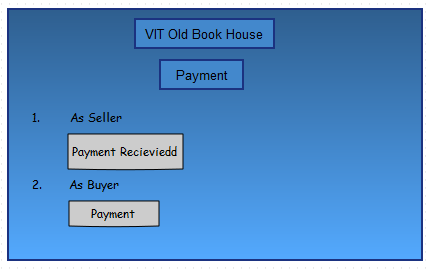 VIT Old Book House
Payment
1. As Seller
Payment Recieviedd
2. As Buyer
Payment